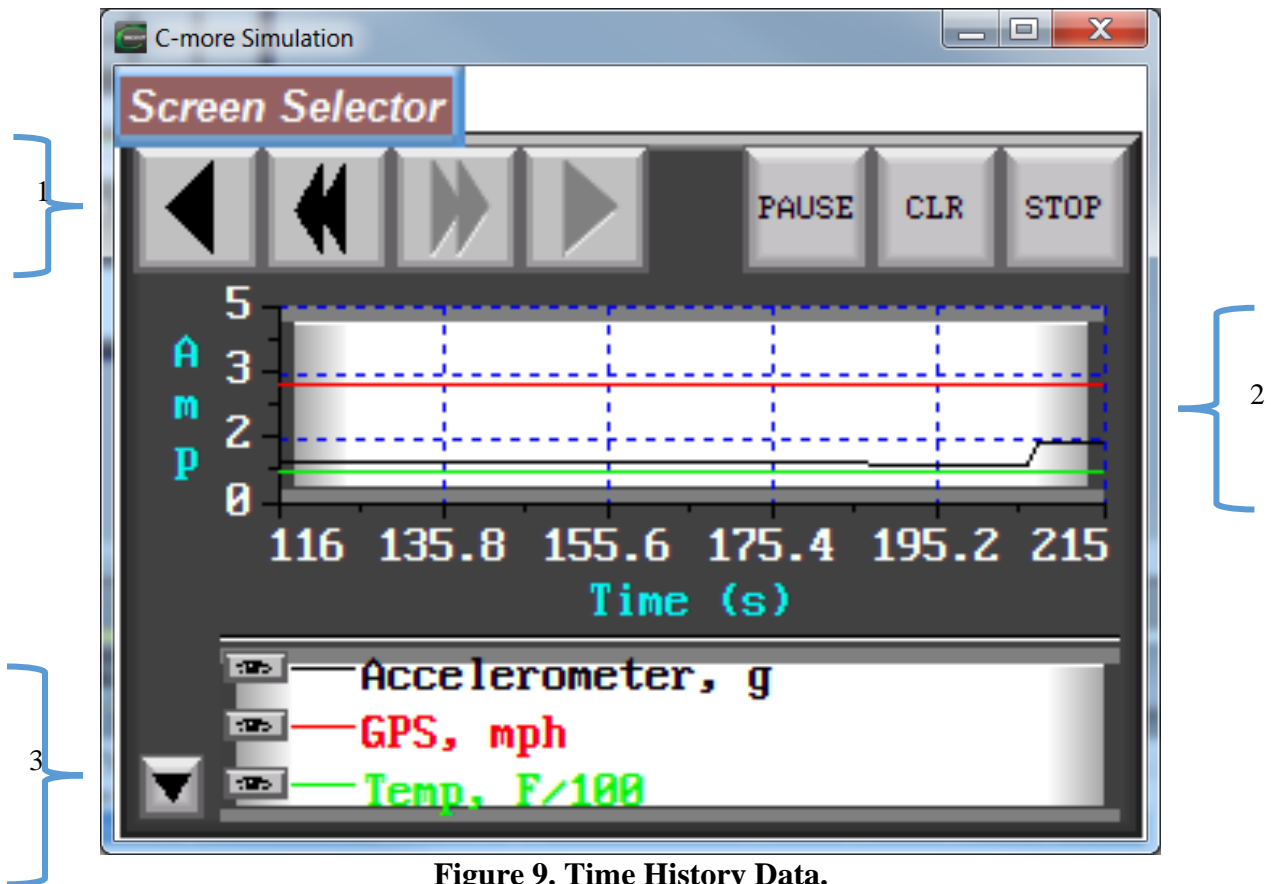 C-more Simulation
Screen Selector
1
PAUSE CLR STOP
5
3
2
0
Amp
2
116 135.8 155.6 175.4 195.2 215
Time (s)
Accelerometer, g
GPS, mph
Temp, F/100
3
Figure 9. Time History Data.